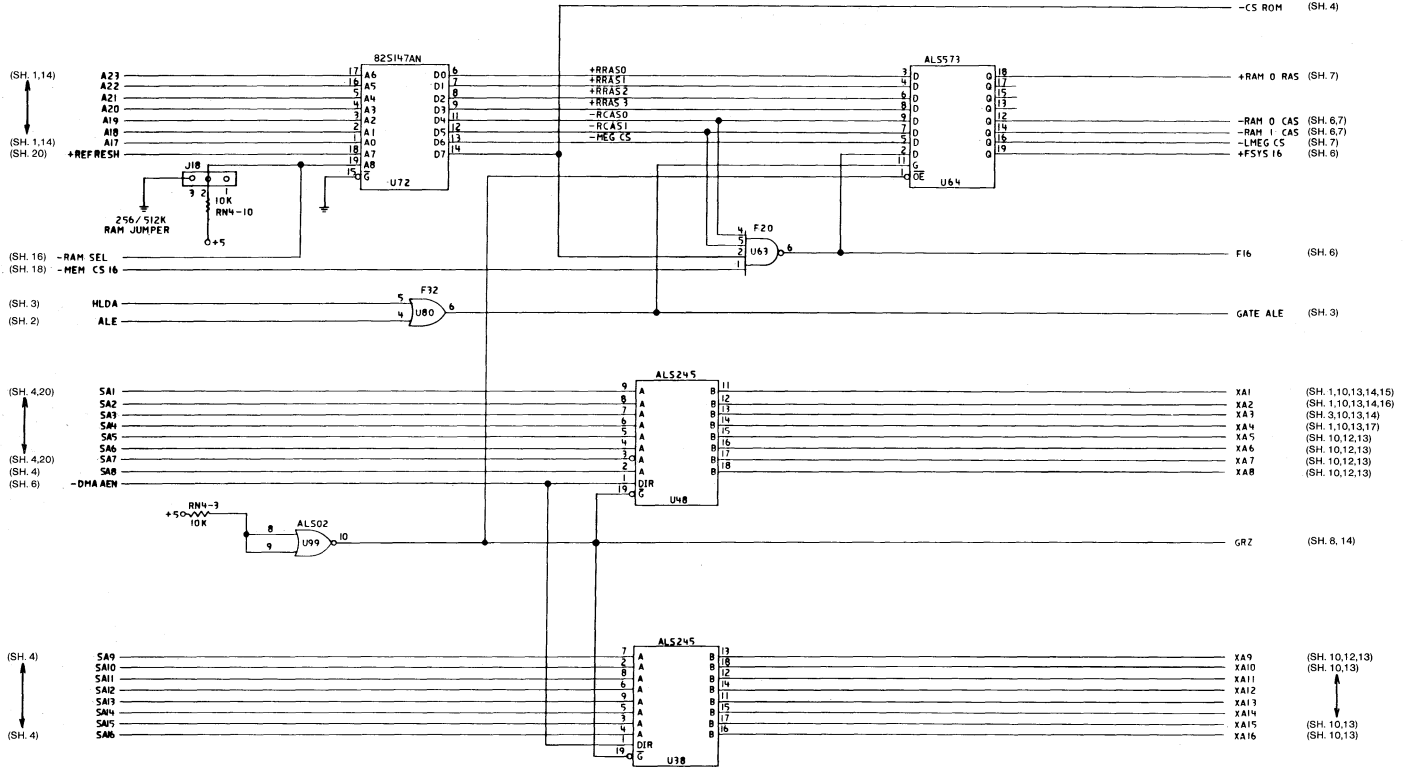 -CS ROM (SH. 4)
82S147AN
ALS573
(SH. 1,14) A23 17 A6 D0 6 +RRAS0 3 D Q 18 +RAM 0 RAS (SH. 7)
A22 16 A5 D1 7 +RRAS1 4 D Q 17
A21 5 A4 D2 8 +RRAS2 6 D Q 15
A20 4 A3 D3 9 +RRAS3 8 D Q 13
A19 3 A2 D4 11 -RCAS0 9 D Q 12 -RAM 0 CAS (SH. 6,7)
A18 2 A1 D5 12 -RCAS1 7 D Q 14 -RAM 1 CAS (SH. 6,7)
(SH. 1,14) A17 1 A0 D6 13 -MEG CS 5 D Q 16 -LMEG CS (SH. 7)
(SH. 20) +REFRESH 18 A7 D7 14 2 D Q 19 +FSYS16 (SH. 6)
19 A8 11 G
J18 15 G 1 OE
U72 U64
3 2 1
10K
RN4-10
256/512K
RAM JUMPER
+5
F20
4
5
2 U63 6
1
(SH. 16) -RAM SEL F16 (SH. 6)
(SH. 18) -MEM CS16
F32
(SH. 3) HLDA 5
U80 6 GATE ALE (SH. 3)
(SH. 2) ALE 4
ALS245
(SH. 4,20) SA1 9 A B 11 XA1 (SH. 1,10,13,14,15)
SA2 8 A B 12 XA2 (SH. 1,10,13,14,16)
SA3 7 A B 13 XA3 (SH. 3,10,13,14)
SA4 6 A B 14 XA4 (SH. 1,10,13,17)
SA5 5 A B 15 XA5 (SH. 10,12,13)
SA6 4 A B 16 XA6 (SH. 10,12,13)
(SH. 4,20) SA7 3 A B 17 XA7 (SH. 10,12,13)
(SH. 4) SA8 2 A B 18 XA8 (SH. 10,12,13)
(SH. 6) -DMAAEN 1 DIR
19 G
U48
RN4-3
+5
10K
ALS02
8
U99 10 GRZ (SH. 8, 14)
9
ALS245
(SH. 4) SA9 7 A B 13 XA9 (SH. 10,12,13)
SA10 2 A B 18 XA10 (SH. 10,13)
SA11 8 A B 12 XA11
SA12 6 A B 14 XA12
SA13 9 A B 11 XA13
SA14 5 A B 15 XA14
SA15 3 A B 17 XA15 (SH. 10,13)
(SH. 4) SA16 4 A B 16 XA16 (SH. 10,13)
1 DIR
19 G
U38